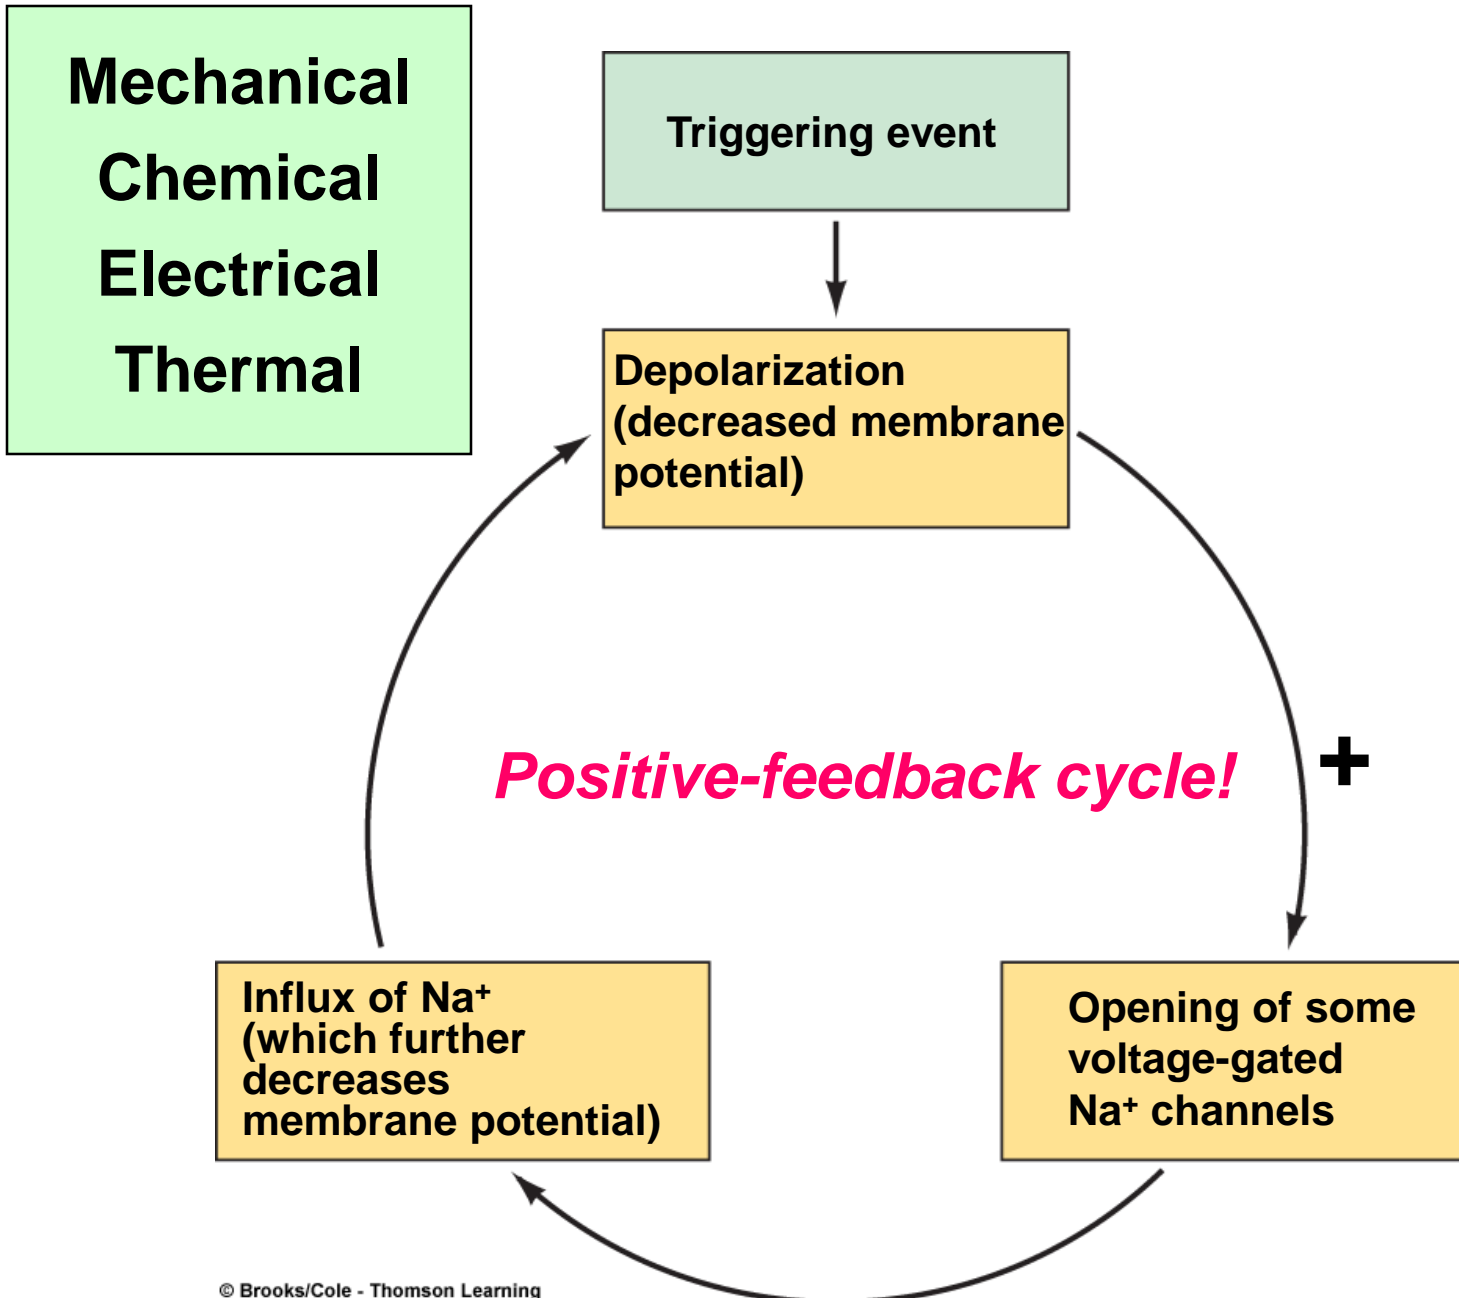 Mechanical
Chemical
Electrical
Thermal
Triggering event
Depolarization
(decreased membrane
potential)
Positive-feedback cycle!
+
Influx of Na⁺
(which further
decreases
membrane potential)
Opening of some
voltage-gated
Na⁺ channels
© Brooks/Cole - Thomson Learning